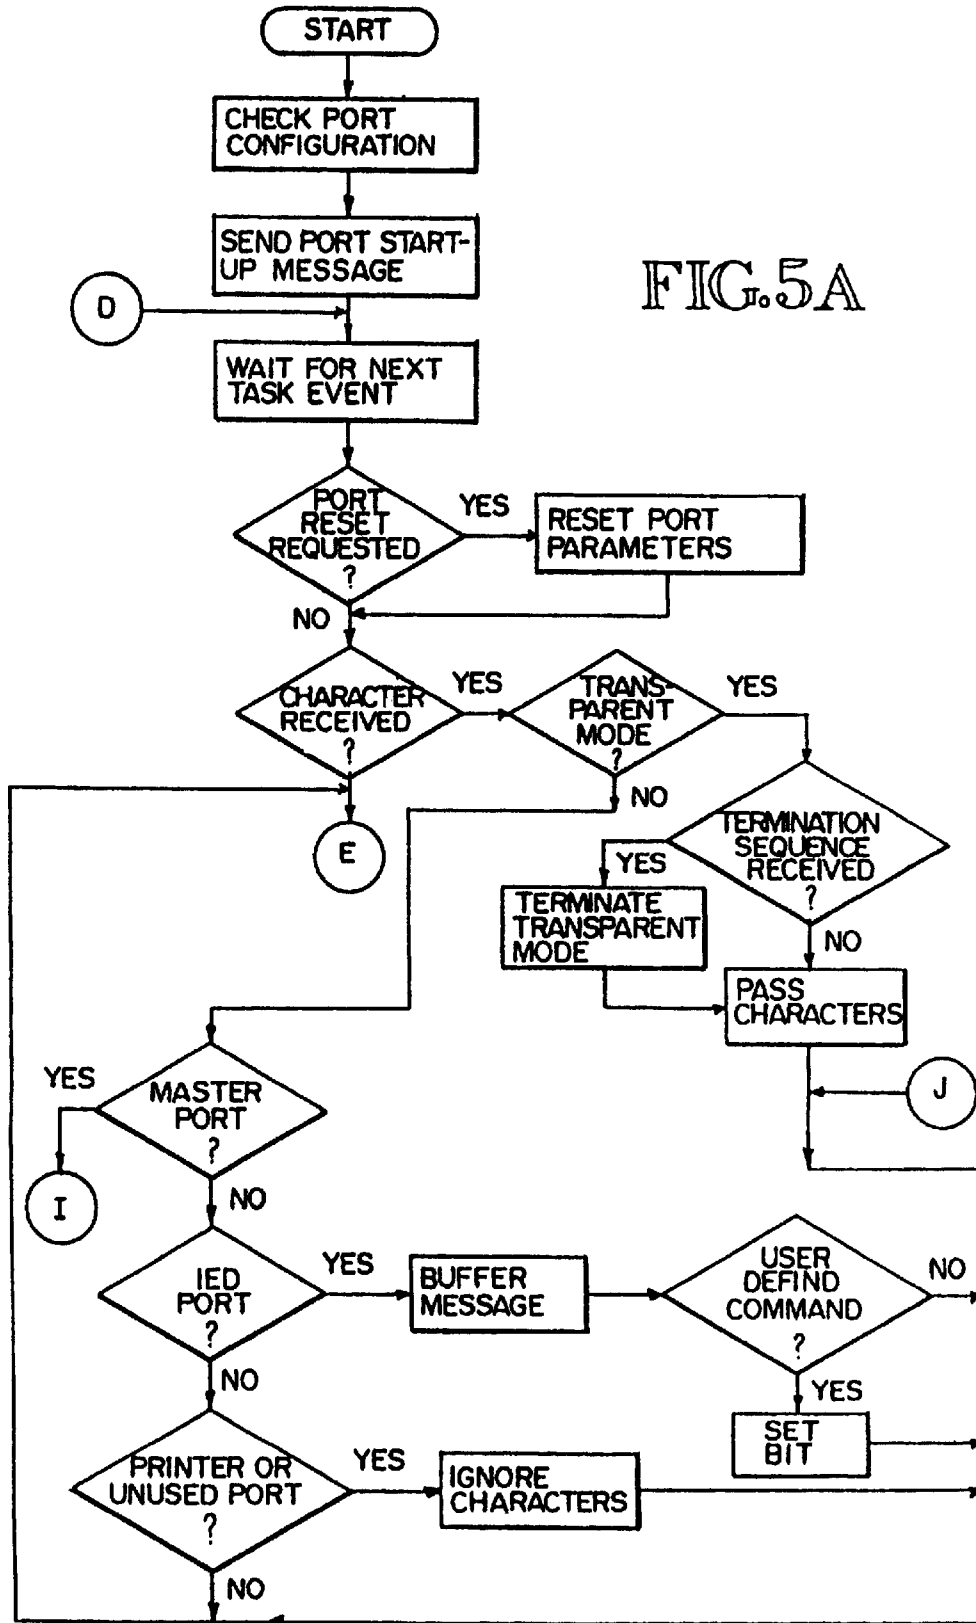 START
CHECK PORT
CONFIGURATION
SEND PORT START-
UP MESSAGE
FIG.5A
D
WAIT FOR NEXT
TASK EVENT
PORT
RESET
REQUESTED
?
YES
RESET PORT
PARAMETERS
NO
CHARACTER
RECEIVED
?
YES
TRANS-
PARENT
MODE
?
YES
NO
E
TERMINATION
SEQUENCE
RECEIVED
?
YES
TERMINATE
TRANSPARENT
MODE
NO
PASS
CHARACTERS
J
YES
MASTER
PORT
?
I
NO
IED
PORT
?
YES
BUFFER
MESSAGE
USER
DEFIND
COMMAND
?
NO
YES
SET
BIT
NO
PRINTER OR
UNUSED PORT
?
YES
IGNORE
CHARACTERS
NO